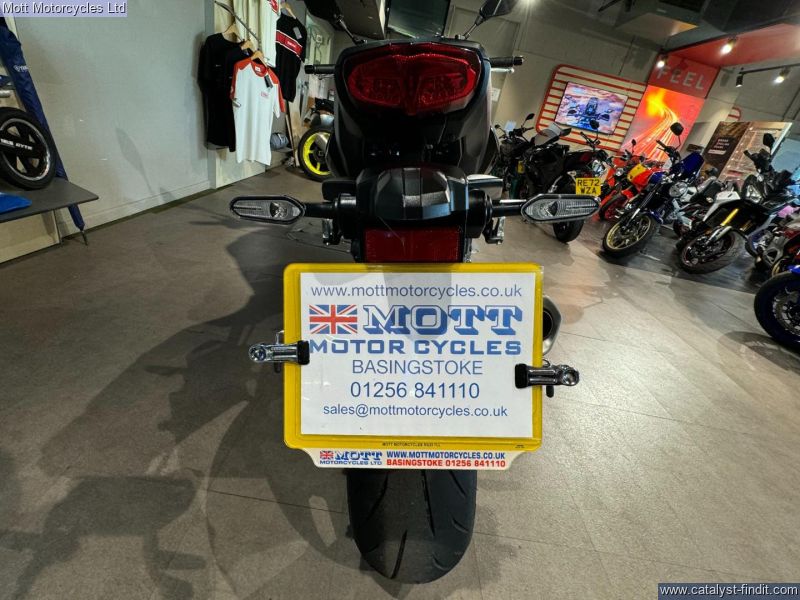 Mott Motorcycles Ltd
FEEL
RE72
WZA
www.mottmotorcycles.co.uk
MOTT
MOTOR CYCLES
BASINGSTOKE
01256 841110
sales@mottmotorcycles.co.uk
MOTT
MOTORCYCLES LTD
WWW.MOTTMOTORCYCLES.CO.UK
BASINGSTOKE 01256 841110
www.catalyst-findit.com